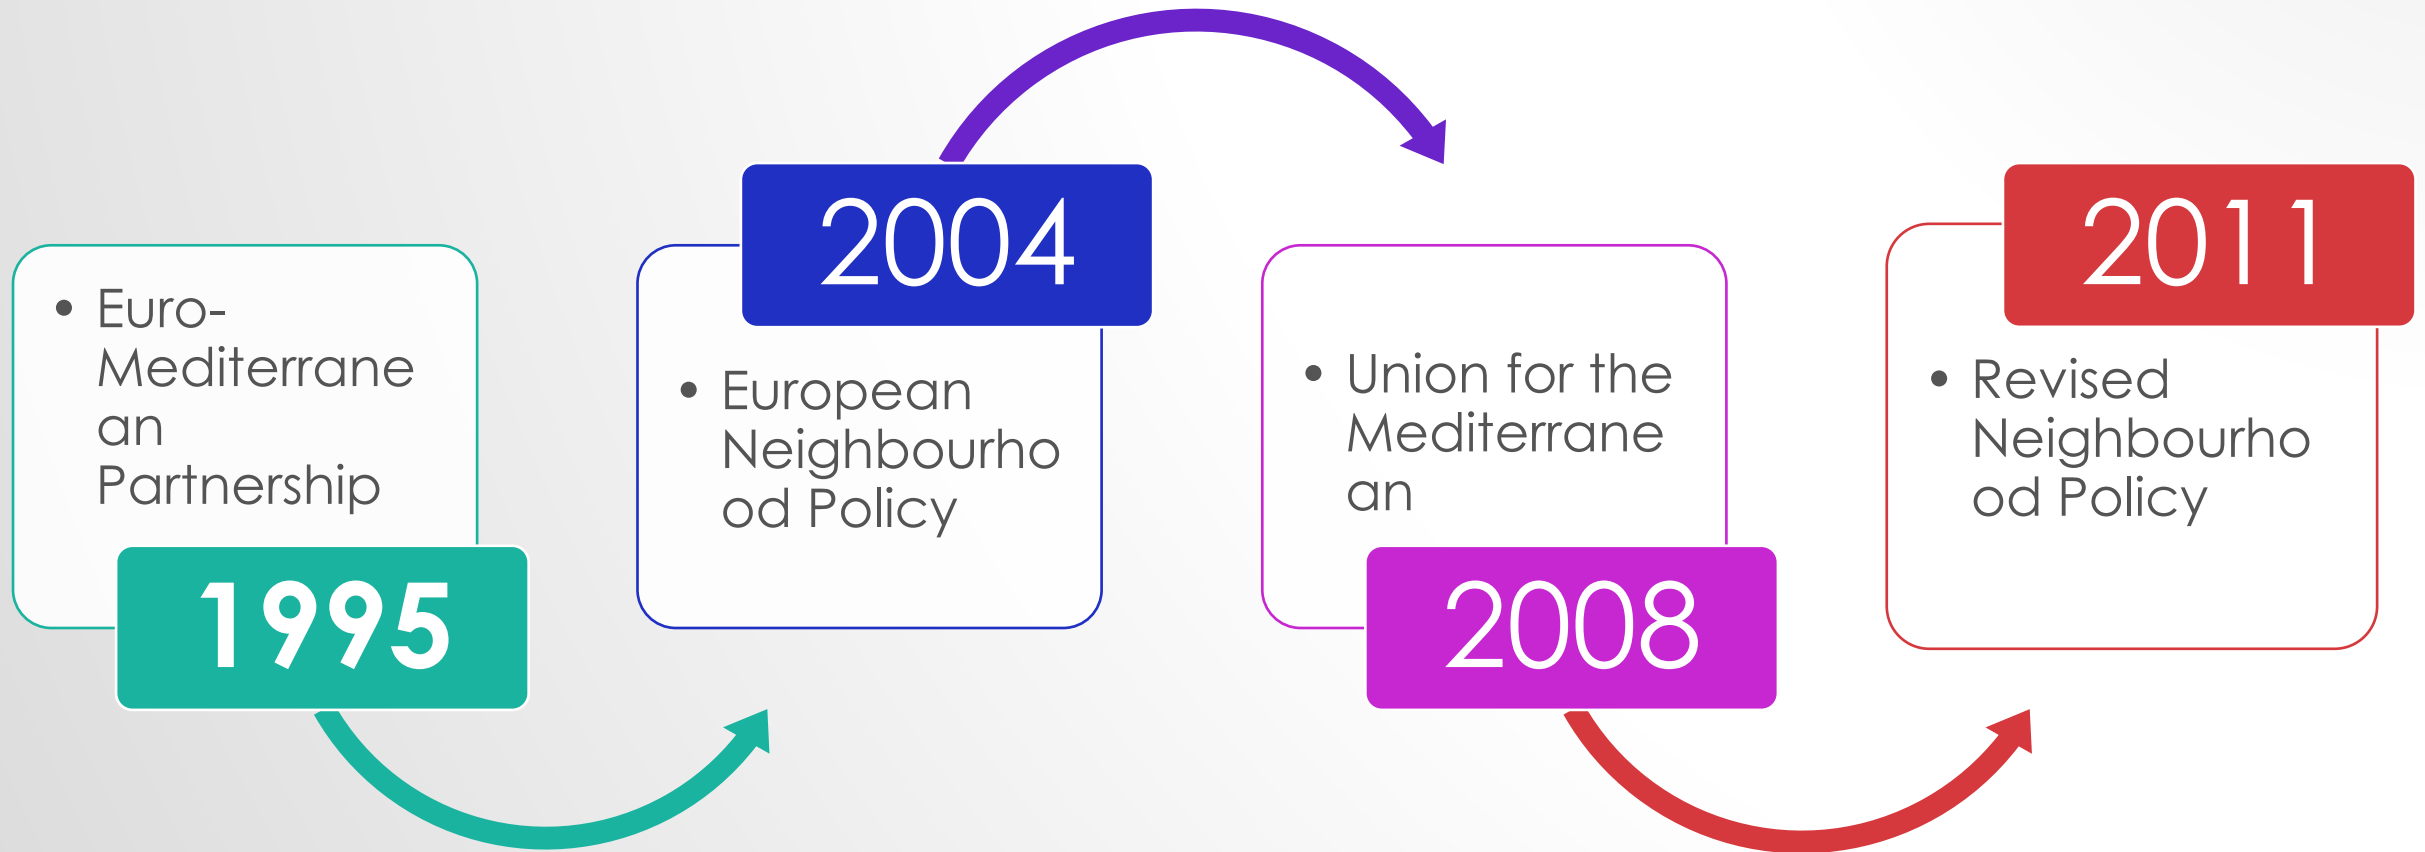 • Euro-
Mediterrane
an
Partnership
1995
2004
• European
Neighbourho
od Policy
• Union for the
Mediterrane
an
2008
2011
• Revised
Neighbourho
od Policy